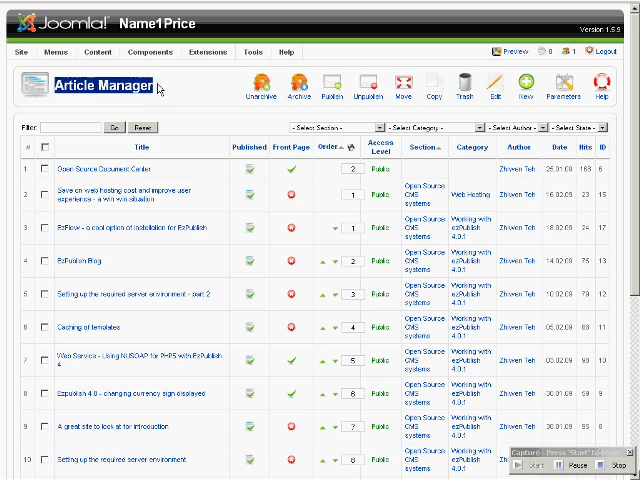 Joomla! Name1Price
Version 1.5.9
Site Menus Content Components Extensions Tools Help Preview 0 1 Logout
Article Manager
Unarchive Archive Publish Unpublish Move Copy Trash Edit New Parameters Help
Filter: Go Reset - Select Section - - Select Category - - Select Author - - Select State -
# Title Published Front Page Order Access Level Section Category Author Date Hits ID
1 Open Source Document Center 2 Public Zhiwen Teh 25.01.09 168 6
2 Save on web hosting cost and improve user experience - a win win situation 1 Public Open Source CMS systems Web Hosting Zhiwen Teh 16.02.09 23 15
3 EzFlow - a cool option of installation for EzPublish 1 Public Open Source CMS systems Working with ezPublish 4.0.1 Zhiwen Teh 18.02.09 24 17
4 EzPublish Blog 2 Public Open Source CMS systems Working with ezPublish 4.0.1 Zhiwen Teh 14.02.09 75 13
5 Setting up the required server environment - part 2 3 Public Open Source CMS systems Working with ezPublish 4.0.1 Zhiwen Teh 10.02.09 79 12
6 Caching of templates 4 Public Open Source CMS systems Working with ezPublish 4.0.1 Zhiwen Teh 05.02.09 11
7 Web Service - Using NUSOAP for PHP5 with EzPublish 4 5 Public Open Source CMS systems Working with ezPublish 4.0.1 Zhiwen Teh 03.02.09 10
8 Ezpublish 4.0 - changing currency sign displayed 6 Public Open Source CMS systems Working with ezPublish 4.0.1 Zhiwen Teh 30.01.09 59 9
9 A great site to look at for introduction 7 Public Open Source CMS systems Working with ezPublish 4.0.1 Zhiwen Teh 30.01.09 8
10 Setting up the required server environment 8 Public Open Source CMS systems Working with ezPublish
Capture - Press 'Start' to
Start Pause Stop